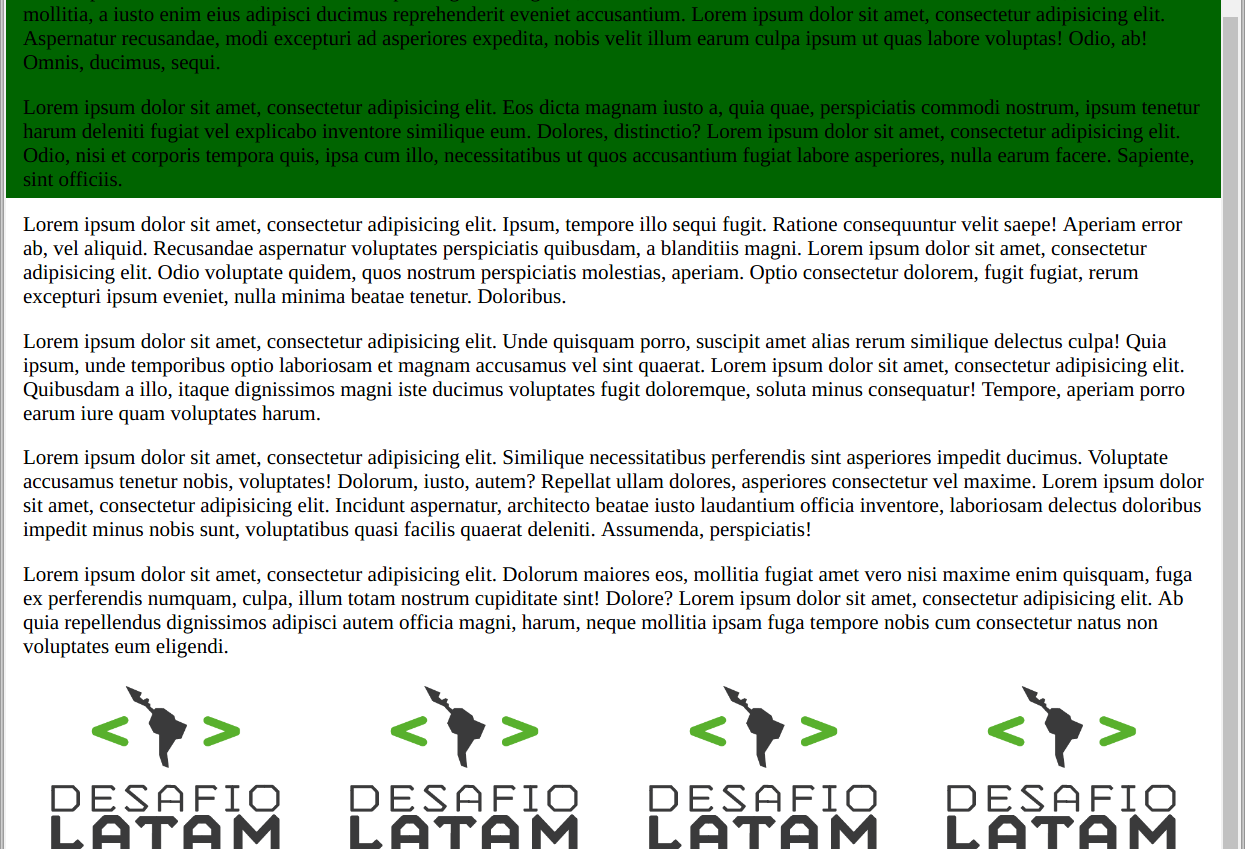 mollitia, a iusto enim eius adipisci ducimus reprehenderit eveniet accusantium. Lorem ipsum dolor sit amet, consectetur adipisicing elit.
Aspernatur recusandae, modi excepturi ad asperiores expedita, nobis velit illum earum culpa ipsum ut quas labore voluptas! Odio, ab!
Omnis, ducimus, sequi.
Lorem ipsum dolor sit amet, consectetur adipisicing elit. Eos dicta magnam iusto a, quia quae, perspiciatis commodi nostrum, ipsum tenetur
harum deleniti fugiat vel explicabo inventore similique eum. Dolores, distinctio? Lorem ipsum dolor sit amet, consectetur adipisicing elit.
Odio, nisi et corporis tempora quis, ipsa cum illo, necessitatibus ut quos accusantium fugiat labore asperiores, nulla earum facere. Sapiente,
sint officiis.
Lorem ipsum dolor sit amet, consectetur adipisicing elit. Ipsum, tempore illo sequi fugit. Ratione consequuntur velit saepe! Aperiam error
ab, vel aliquid. Recusandae aspernatur voluptates perspiciatis quibusdam, a blanditiis magni. Lorem ipsum dolor sit amet, consectetur
adipisicing elit. Odio voluptate quidem, quos nostrum perspiciatis molestias, aperiam. Optio consectetur dolorem, fugit fugiat, rerum
excepturi ipsum eveniet, nulla minima beatae tenetur. Doloribus.
Lorem ipsum dolor sit amet, consectetur adipisicing elit. Unde quisquam porro, suscipit amet alias rerum similique delectus culpa! Quia
ipsum, unde temporibus optio laboriosam et magnam accusamus vel sint quaerat. Lorem ipsum dolor sit amet, consectetur adipisicing elit.
Quibusdam a illo, itaque dignissimos magni iste ducimus voluptates fugit doloremque, soluta minus consequatur! Tempore, aperiam porro
earum iure quam voluptates harum.
Lorem ipsum dolor sit amet, consectetur adipisicing elit. Similique necessitatibus perferendis sint asperiores impedit ducimus. Voluptate
accusamus tenetur nobis, voluptates! Dolorum, iusto, autem? Repellat ullam dolores, asperiores consectetur vel maxime. Lorem ipsum dolor
sit amet, consectetur adipisicing elit. Incidunt aspernatur, architecto beatae iusto laudantium officia inventore, laboriosam delectus doloribus
impedit minus nobis sunt, voluptatibus quasi facilis quaerat deleniti. Assumenda, perspiciatis!
Lorem ipsum dolor sit amet, consectetur adipisicing elit. Dolorum maiores eos, mollitia fugiat amet vero nisi maxime enim quisquam, fuga
ex perferendis numquam, culpa, illum totam nostrum cupiditate sint! Dolore? Lorem ipsum dolor sit amet, consectetur adipisicing elit. Ab
quia repellendus dignissimos adipisci autem officia magni, harum, neque mollitia ipsam fuga tempore nobis cum consectetur natus non
voluptates eum eligendi.
< > < > < > < >
DESAFIO DESAFIO DESAFIO DESAFIO
LATAM LATAM LATAM LATAM